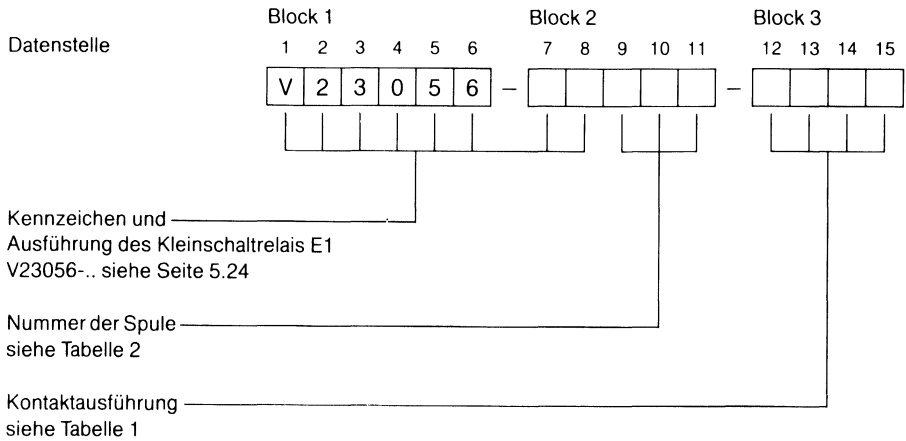 Block 1 Block 2 Block 3
Datenstelle 1 2 3 4 5 6 7 8 9 10 11 12 13 14 15
V 2 3 0 5 6 – –
Kennzeichen und
Ausführung des Kleinschaltrelais E1
V23056-.. siehe Seite 5.24
Nummer der Spule
siehe Tabelle 2
Kontaktausführung
siehe Tabelle 1